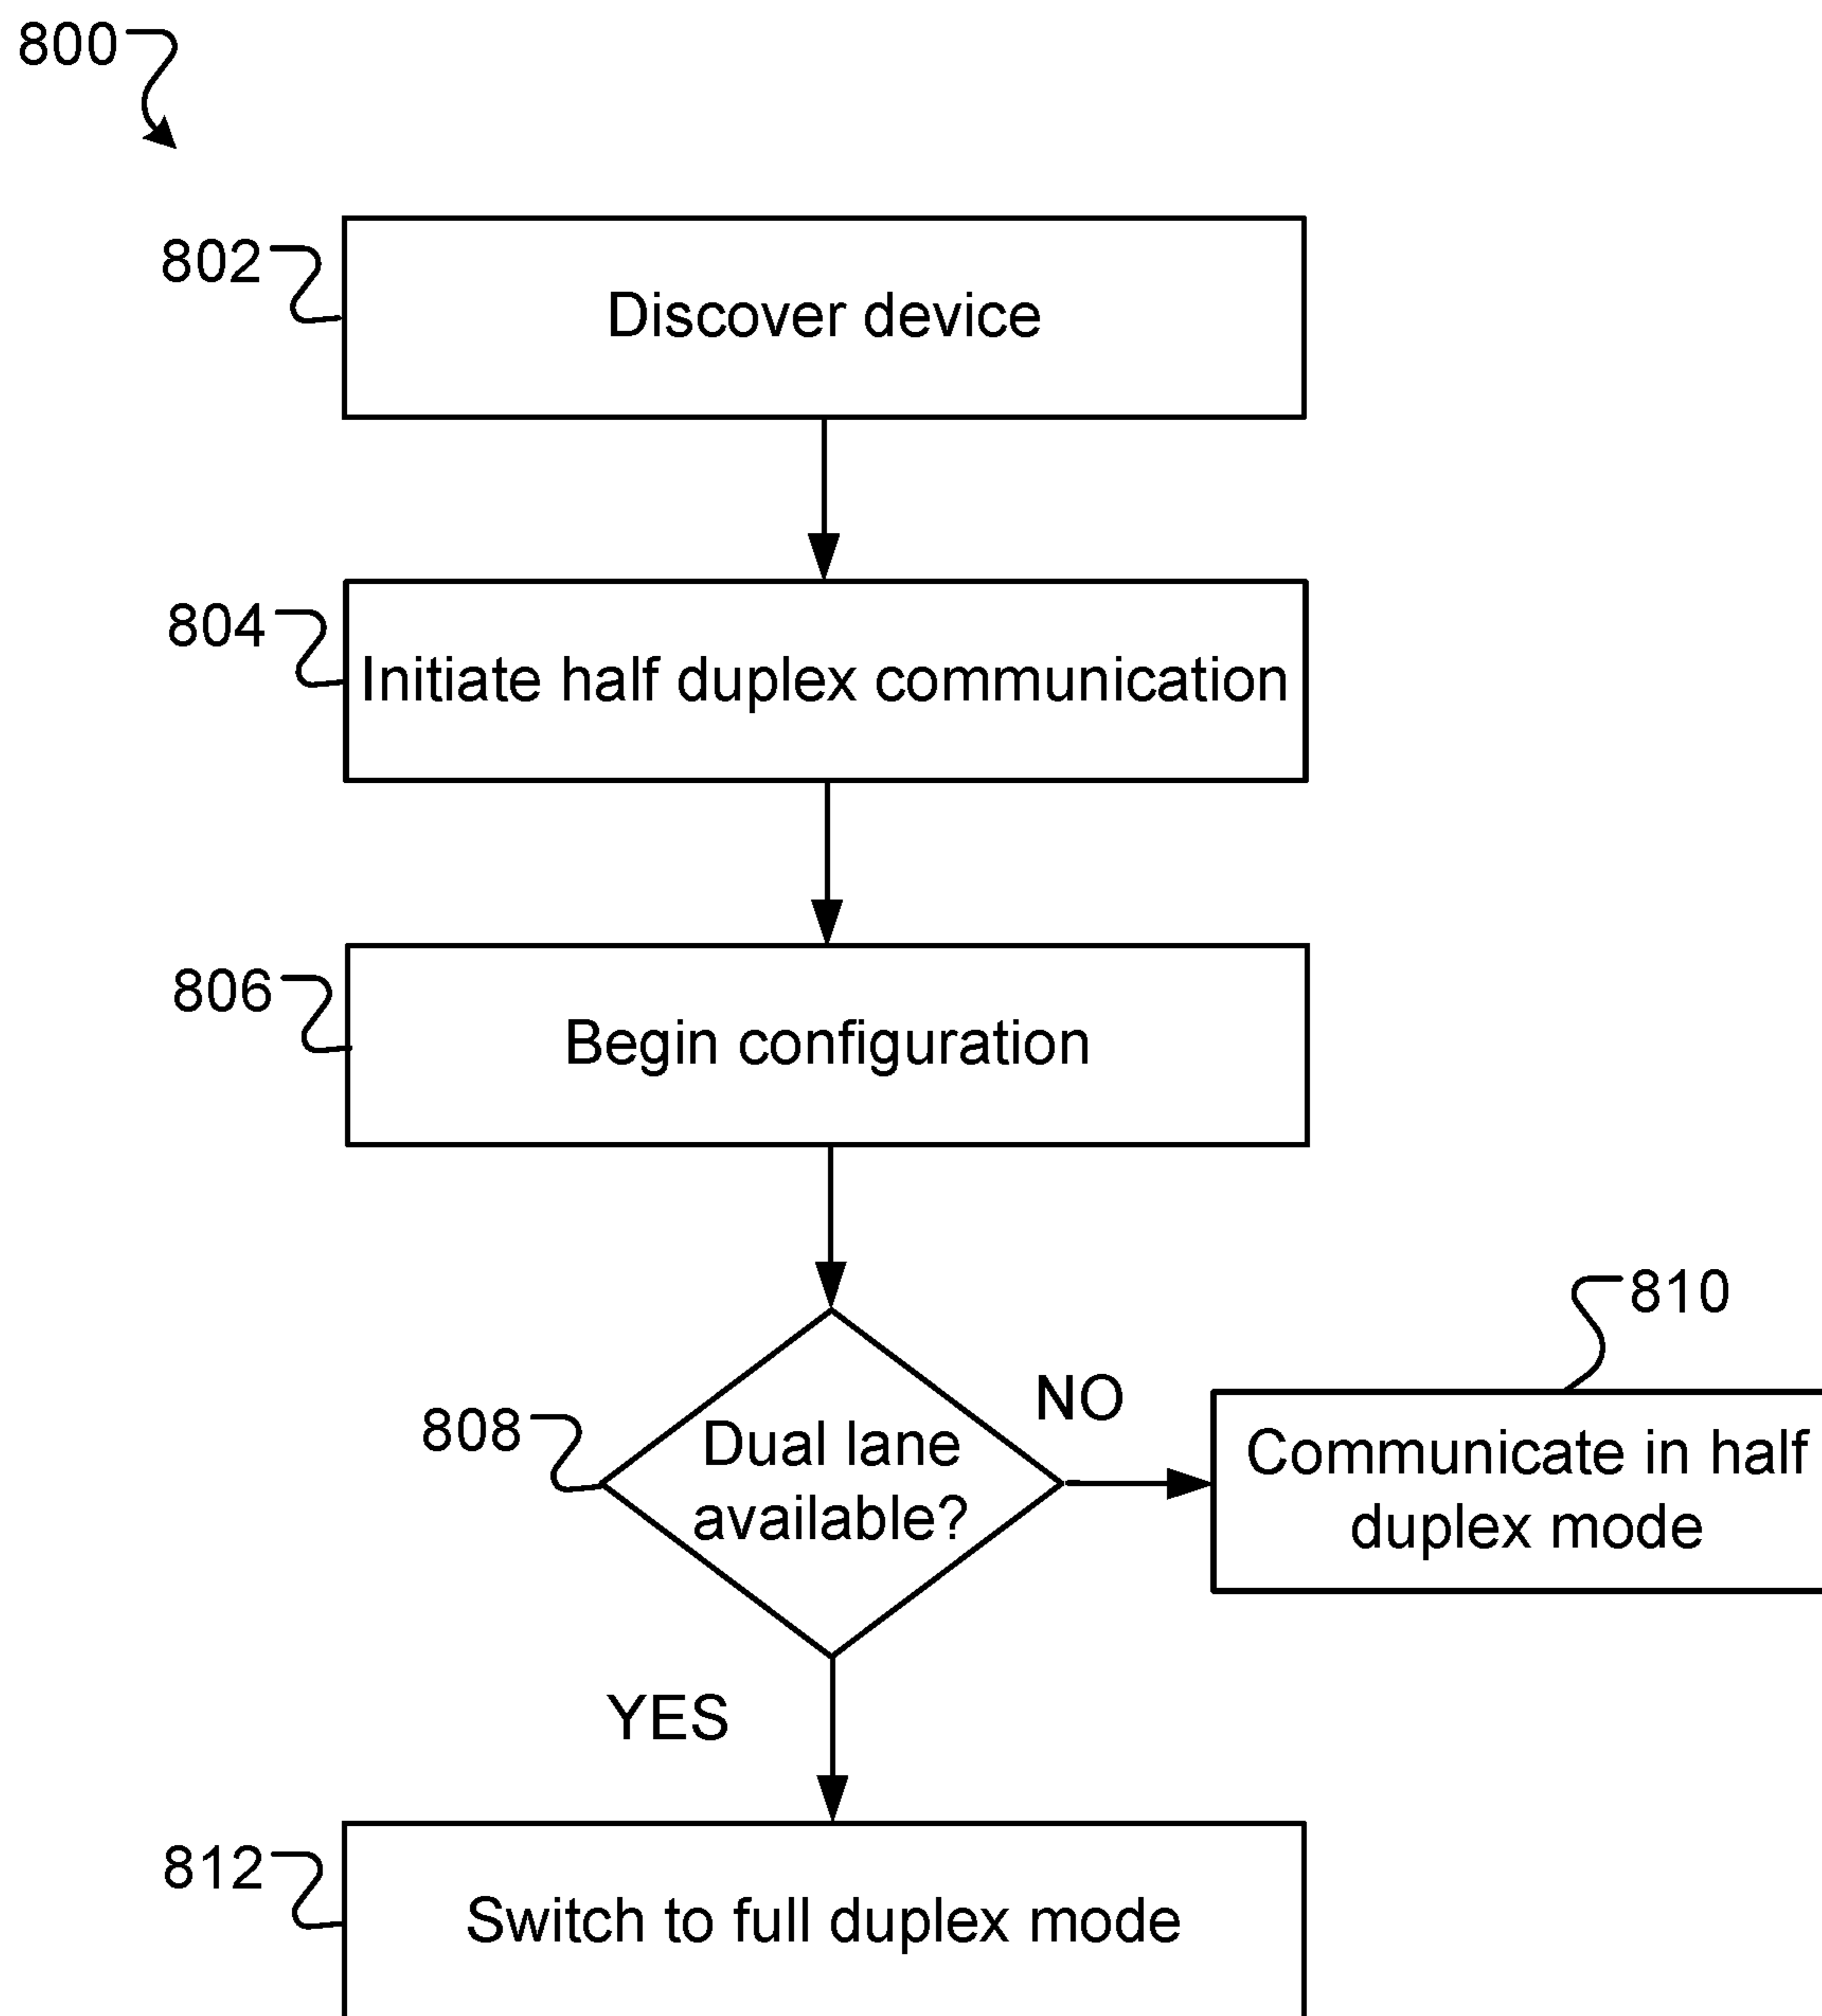 800
802
Discover device
804
Initiate half duplex communication
806
Begin configuration
810
808
Dual lane
available?
NO
Communicate in half
duplex mode
YES
812
Switch to full duplex mode